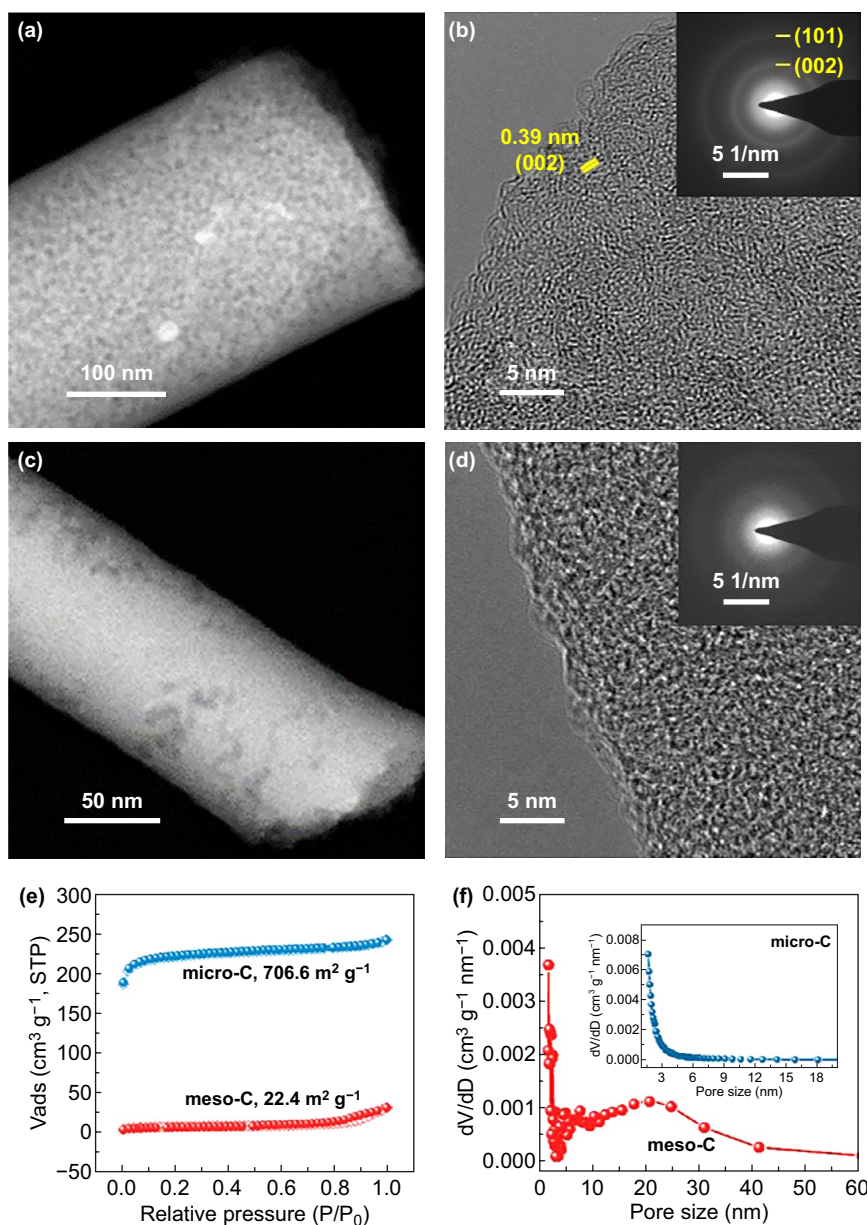 (a)
100 nm
(b)
(101)
(002)
0.39 nm
(002)
5 1/nm
5 nm
(c)
50 nm
(d)
5 1/nm
5 nm
(e)
300
250
200
150
100
50
0
−50
Vads (cm³ g⁻¹, STP)
micro-C, 706.6 m² g⁻¹
meso-C, 22.4 m² g⁻¹
0.0 0.2 0.4 0.6 0.8 1.0
Relative pressure (P/P₀)
(f)
0.005
0.004
0.003
0.002
0.001
0.000
dV/dD (cm³ g⁻¹ nm⁻¹)
micro-C
0.008
0.006
0.004
0.002
0.000
dV/dD (cm³ g⁻¹ nm⁻¹)
3 6 9 12 15 18
Pore size (nm)
meso-C
0 10 20 30 40 50 60
Pore size (nm)